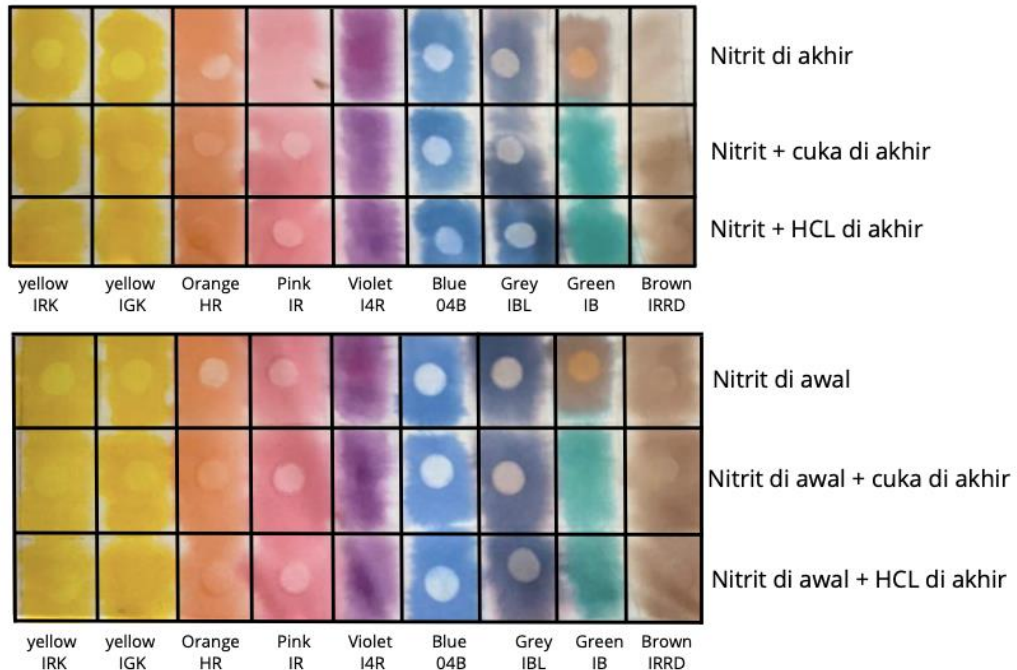 Nitrit di akhir
Nitrit + cuka di akhir
Nitrit + HCL di akhir
yellow IRK
yellow IGK
Orange HR
Pink IR
Violet I4R
Blue 04B
Grey IBL
Green IB
Brown IRRD
Nitrit di awal
Nitrit di awal + cuka di akhir
Nitrit di awal + HCL di akhir
yellow IRK
yellow IGK
Orange HR
Pink IR
Violet I4R
Blue 04B
Grey IBL
Green IB
Brown IRRD